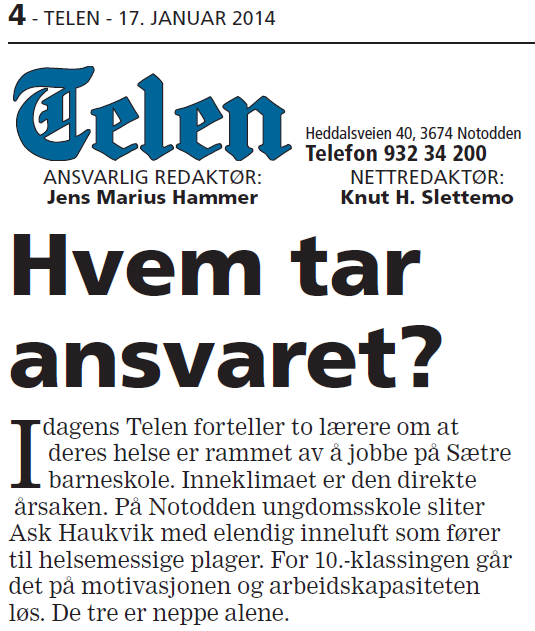 4 - TELEN - 17. JANUAR 2014
Telen
Heddalsveien 40, 3674 Notodden
Telefon 932 34 200
ANSVARLIG REDAKTØR:
Jens Marius Hammer
NETTREDAKTØR:
Knut H. Slettemo
Hvem tar
ansvaret?
I dagens Telen forteller to lærere om at
deres helse er rammet av å jobbe på Sætre
barneskole. Inneklimaet er den direkte
årsaken. På Notodden ungdomsskole sliter
Ask Haukvik med elendig inneluft som fører
til helsemessige plager. For 10.-klassingen går
det på motivasjonen og arbeidskapasiteten
løs. De tre er neppe alene.